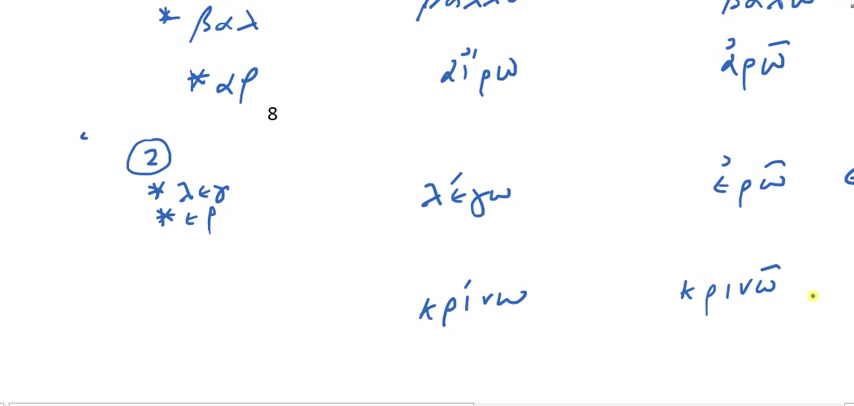 * βαλ
* αρ αἴρω ἀρῶ
8
2
* λεγ λέγω ἐρῶ
* ερ
κρίνω κρινῶ